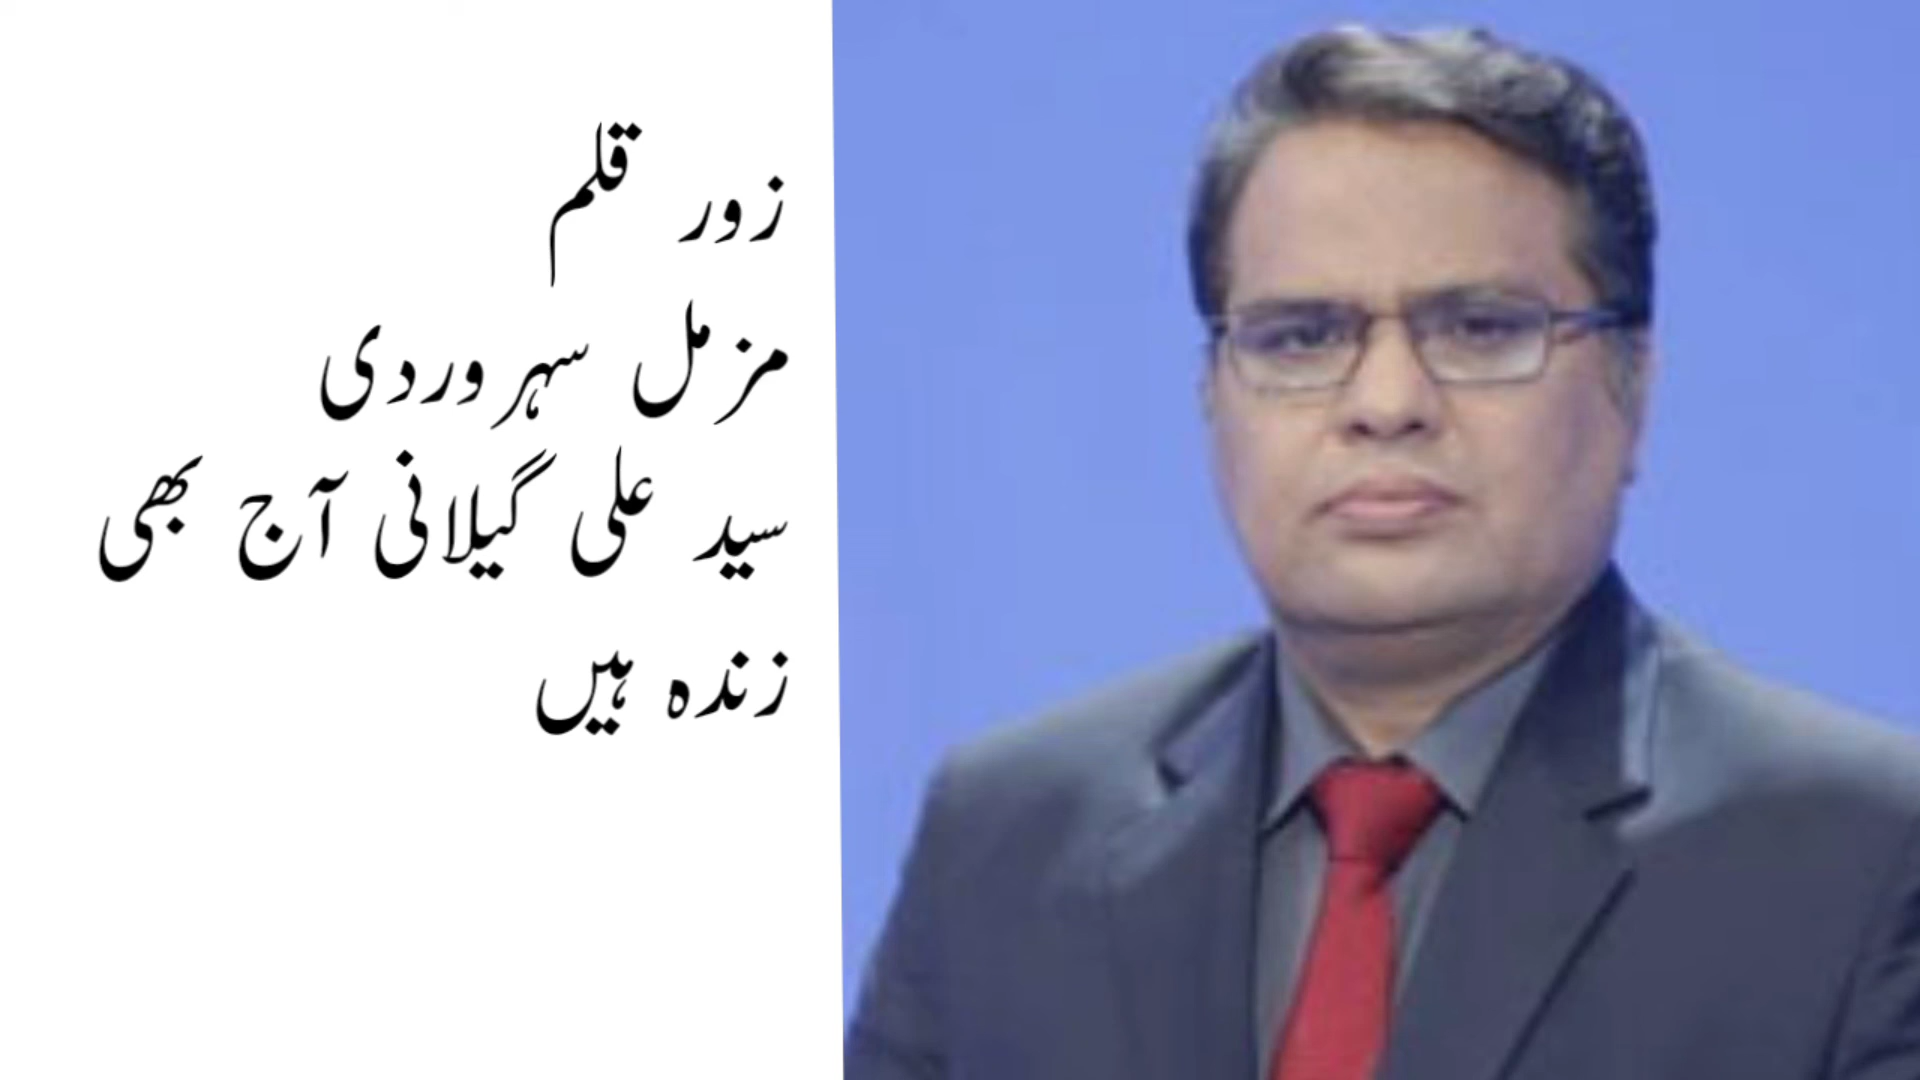 زور قلم
مزمل سہروردی
سید علی گیلانی آج بھی
زندہ ہیں